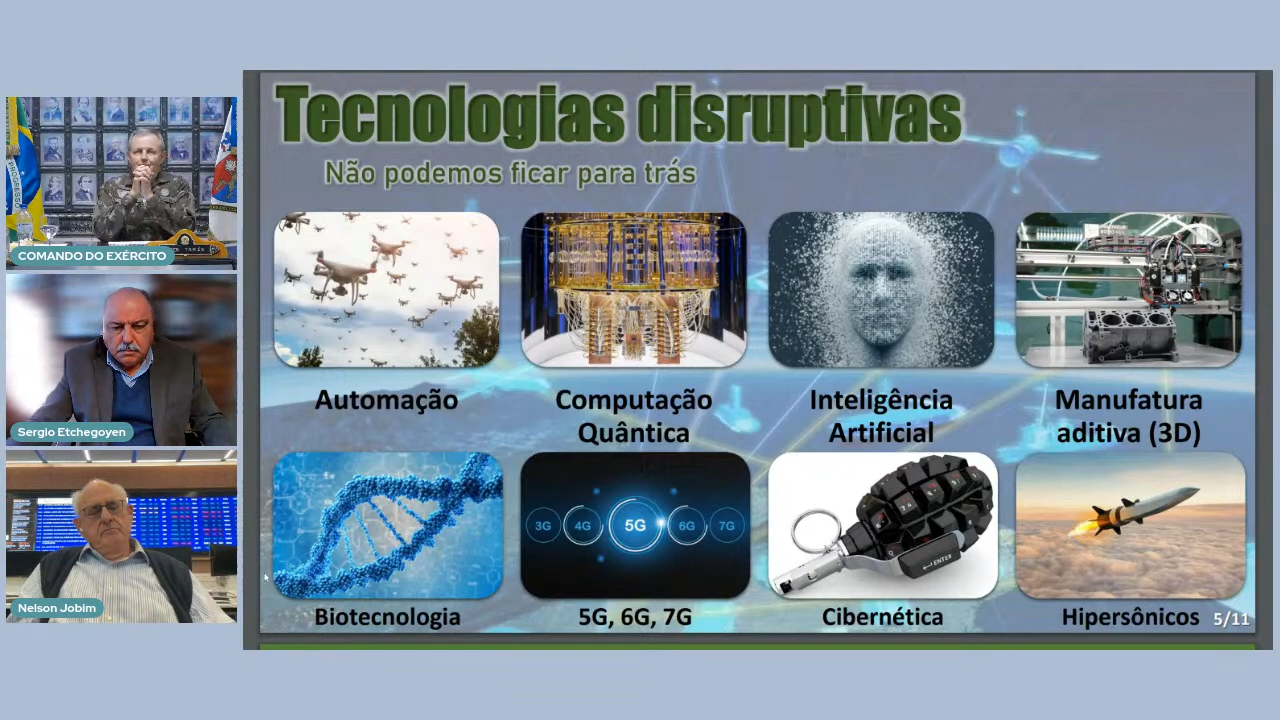 Tecnologias disruptivas
Não podemos ficar para trás
PROGRESSO
COMANDO DO EXÉRCITO
Sergio Etchegoyen
Nelson Jobim
Automação
Computação
Quântica
Inteligência
Artificial
Manufatura
aditiva (3D)
3G 4G 5G 6G 7G
ENTER
Biotecnologia
5G, 6G, 7G
Cibernética
Hipersônicos
5/11